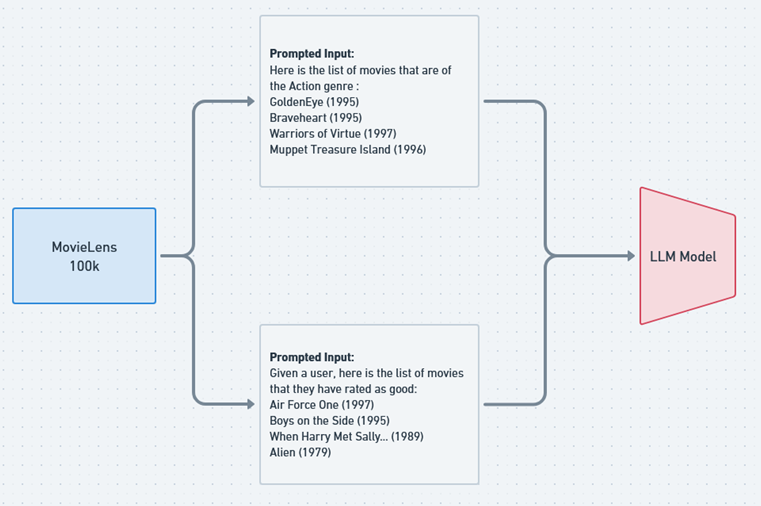 Prompted Input:
Here is the list of movies that are of
the Action genre :
GoldenEye (1995)
Braveheart (1995)
Warriors of Virtue (1997)
Muppet Treasure Island (1996)
MovieLens
100k
LLM Model
Prompted Input:
Given a user, here is the list of movies
that they have rated as good:
Air Force One (1997)
Boys on the Side (1995)
When Harry Met Sally... (1989)
Alien (1979)